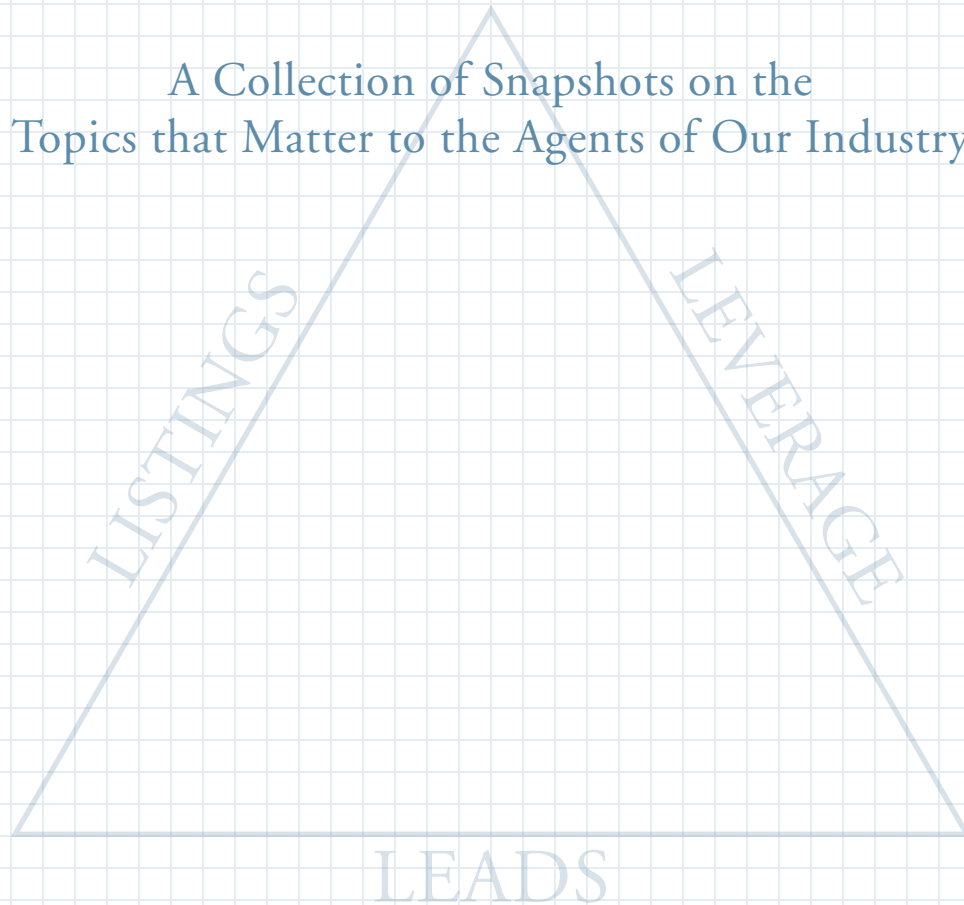 A Collection of Snapshots on the
Topics that Matter to the Agents of Our Industry
LISTINGS
LEVERAGE
LEADS